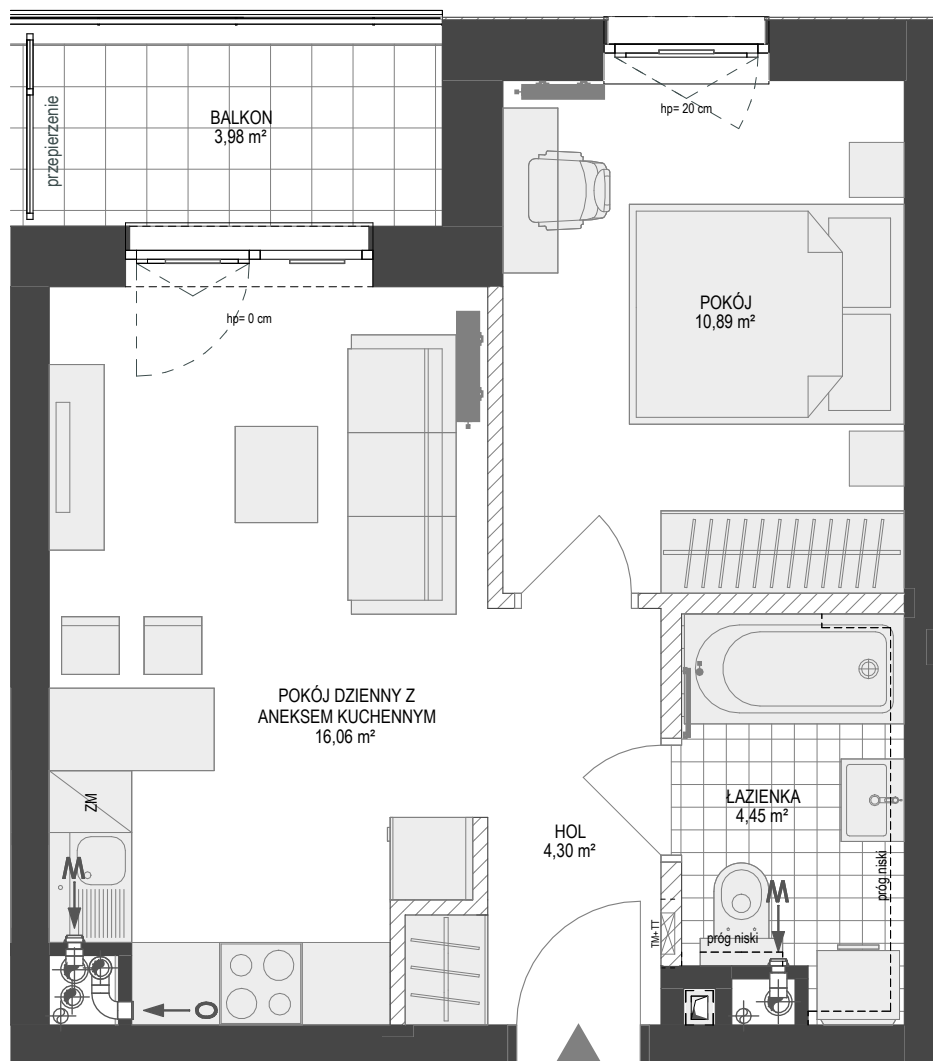 BALKON
3,98 m²
przepierzenie
hp= 20 cm
POKÓJ
10,89 m²
hp= 0 cm
POKÓJ DZIENNY Z
ANEKSEM KUCHENNYM
16,06 m²
ZM
ŁAZIENKA
4,45 m²
HOL
4,30 m²
próg niski
M
M
TM+TT
próg niski
O